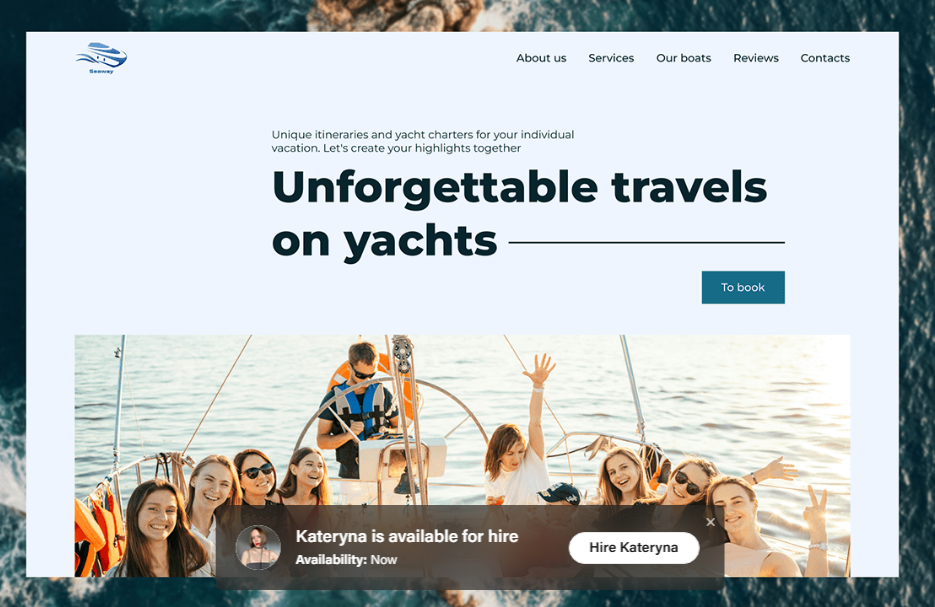 Seaway
About us
Services
Our boats
Reviews
Contacts
Unique itineraries and yacht charters for your individual
vacation. Let's create your highlights together
Unforgettable travels
on yachts
To book
Kateryna is available for hire
Availability: Now
Hire Kateryna